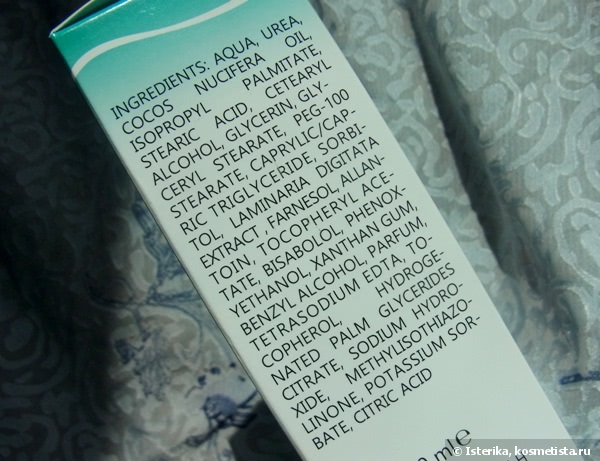 INGREDIENTS: AQUA, UREA,
COCOS NUCIFERA OIL,
ISOPROPYL PALMITATE,
STEARIC ACID, CETEARYL
ALCOHOL, GLYCERIN, GLY-
CERYL STEARATE, PEG-100
STEARATE, CAPRYLIC/CAP-
RIC TRIGLYCERIDE, SORBI-
TOL, LAMINARIA DIGITATA
EXTRACT ,FARNESOL, ALLAN-
TOIN, TOCOPHERYL ACE-
TATE, BISABOLOL, PHENOX-
YETHANOL, XANTHAN GUM,
BENZYL ALCOHOL, PARFUM,
TETRASODIUM EDTA, TO-
COPHEROL, HYDROGE-
NATED PALM GLYCERIDES
CITRATE, SODIUM HYDRO-
XIDE, METHYLISOTHIAZO-
LINONE, POTASSIUM SOR-
BATE, CITRIC ACID
ml e
© Isterika, kosmetista.ru